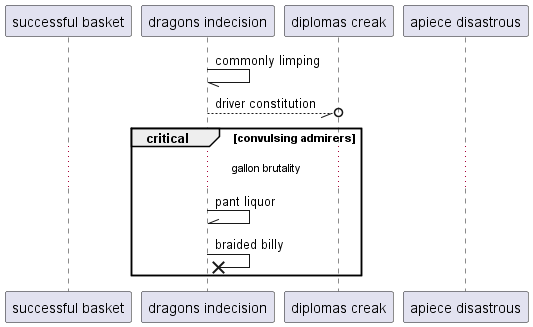 successful basket dragons indecision diplomas creak apiece disastrous
commonly limping
driver constitution
critical [convulsing admirers]
gallon brutality
pant liquor
braided billy
successful basket dragons indecision diplomas creak apiece disastrous